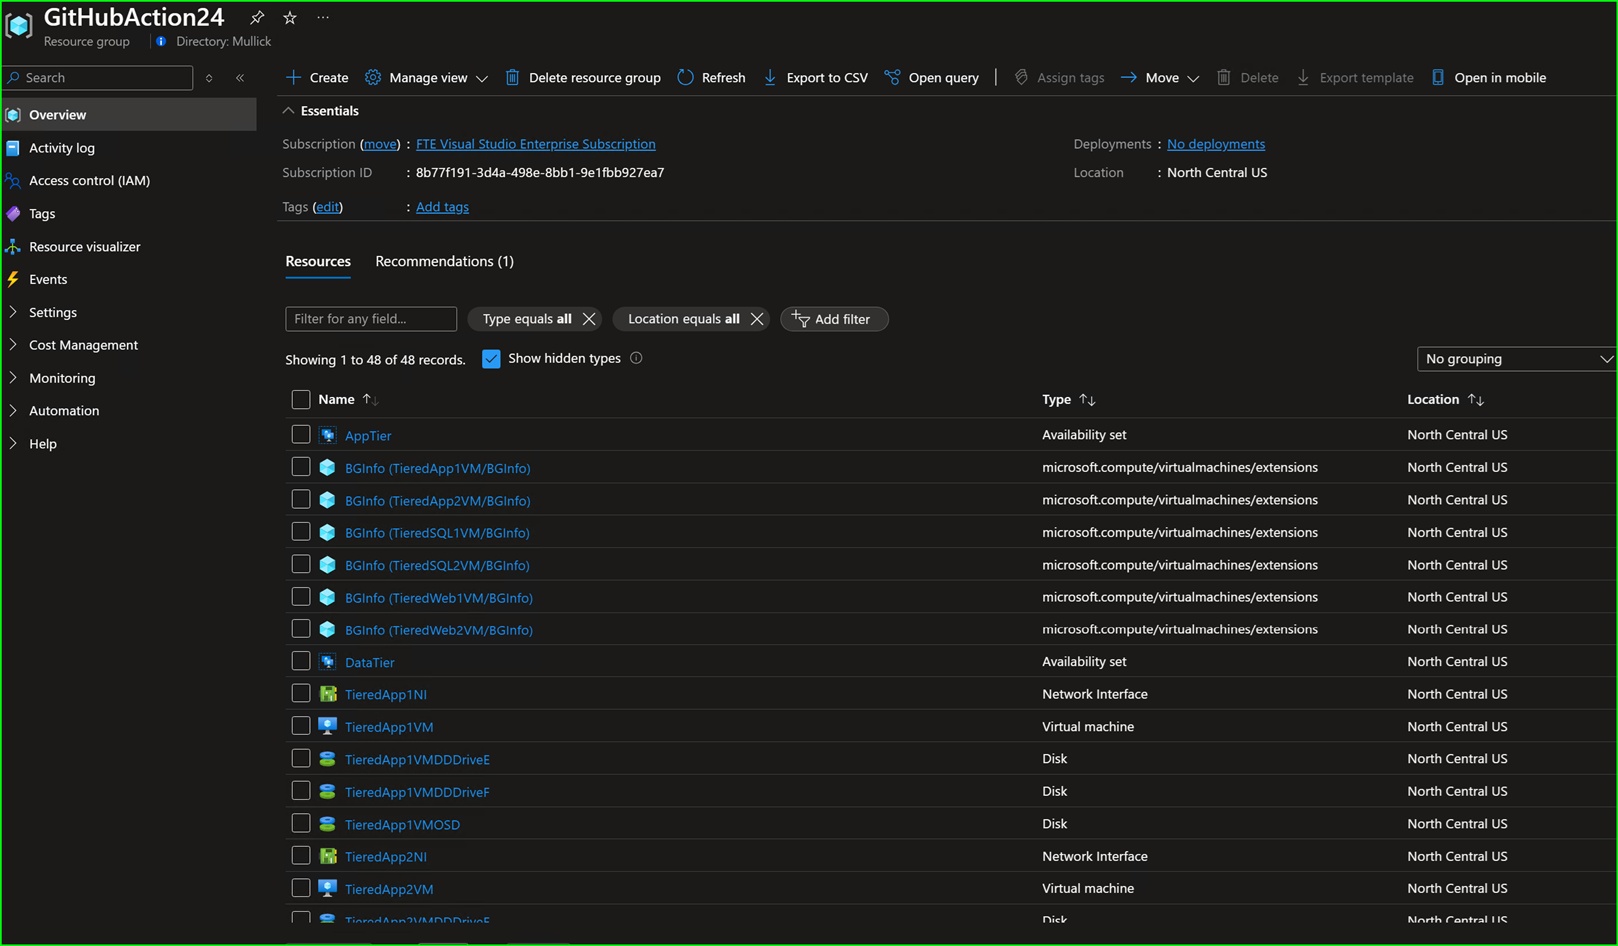 GitHubAction24
Resource group
Directory: Mullick
Search
Create
Manage view
Delete resource group
Refresh
Export to CSV
Open query
Assign tags
Move
Delete
Export template
Open in mobile
Overview
Activity log
Access control (IAM)
Tags
Resource visualizer
Events
Settings
Cost Management
Monitoring
Automation
Help
Essentials
Subscription (move) : FTE Visual Studio Enterprise Subscription
Deployments : No deployments
Subscription ID : 8b77f191-3d4a-498e-8bb1-9e1fbb927ea7
Location : North Central US
Tags (edit) : Add tags
Resources
Recommendations (1)
Filter for any field...
Type equals all
Location equals all
Add filter
Showing 1 to 48 of 48 records.
Show hidden types
No grouping
Name Type Location
AppTier Availability set North Central US
BGInfo (TieredApp1VM/BGInfo) microsoft.compute/virtualmachines/extensions North Central US
BGInfo (TieredApp2VM/BGInfo) microsoft.compute/virtualmachines/extensions North Central US
BGInfo (TieredSQL1VM/BGInfo) microsoft.compute/virtualmachines/extensions North Central US
BGInfo (TieredSQL2VM/BGInfo) microsoft.compute/virtualmachines/extensions North Central US
BGInfo (TieredWeb1VM/BGInfo) microsoft.compute/virtualmachines/extensions North Central US
BGInfo (TieredWeb2VM/BGInfo) microsoft.compute/virtualmachines/extensions North Central US
DataTier Availability set North Central US
TieredApp1NI Network Interface North Central US
TieredApp1VM Virtual machine North Central US
TieredApp1VMDDDriveE Disk North Central US
TieredApp1VMDDDriveF Disk North Central US
TieredApp1VMOSD Disk North Central US
TieredApp2NI Network Interface North Central US
TieredApp2VM Virtual machine North Central US
Disk North Central US